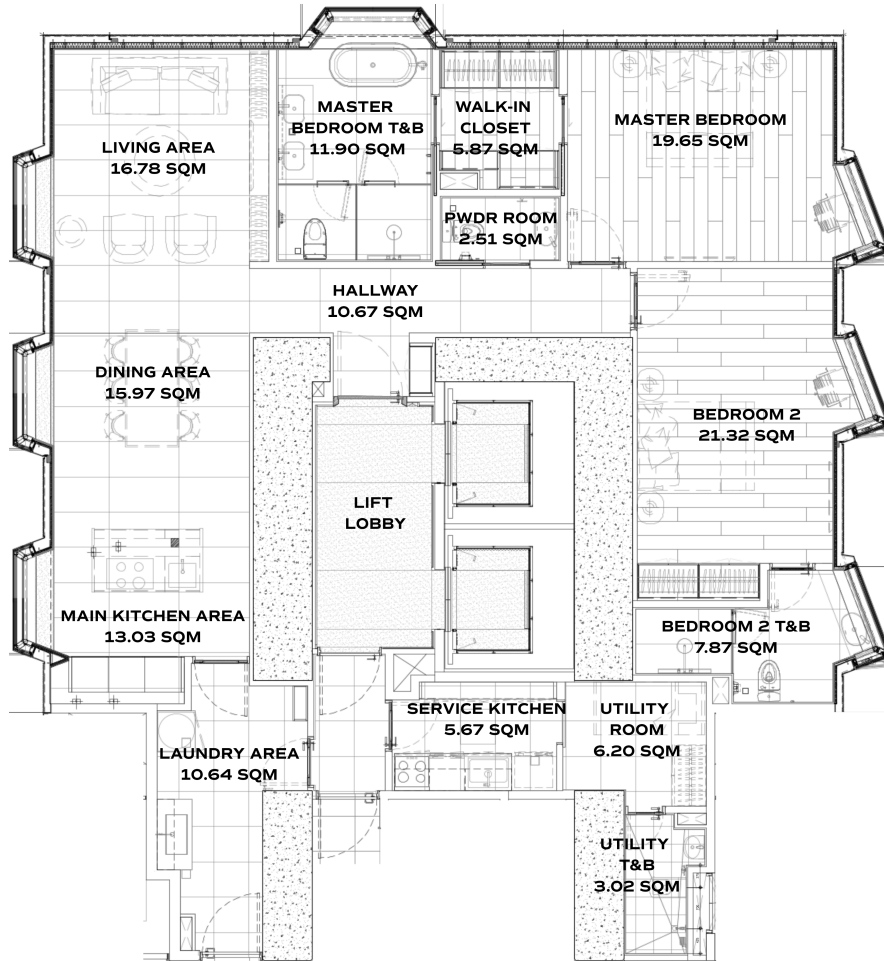 MASTER
BEDROOM T&B
11.90 SQM
WALK-IN
CLOSET
5.87 SQM
MASTER BEDROOM
19.65 SQM
LIVING AREA
16.78 SQM
PWDR ROOM
2.51 SQM
HALLWAY
10.67 SQM
DINING AREA
15.97 SQM
BEDROOM 2
21.32 SQM
LIFT
LOBBY
MAIN KITCHEN AREA
13.03 SQM
BEDROOM 2 T&B
7.87 SQM
SERVICE KITCHEN
5.67 SQM
UTILITY
ROOM
6.20 SQM
LAUNDRY AREA
10.64 SQM
UTILITY
T&B
3.02 SQM